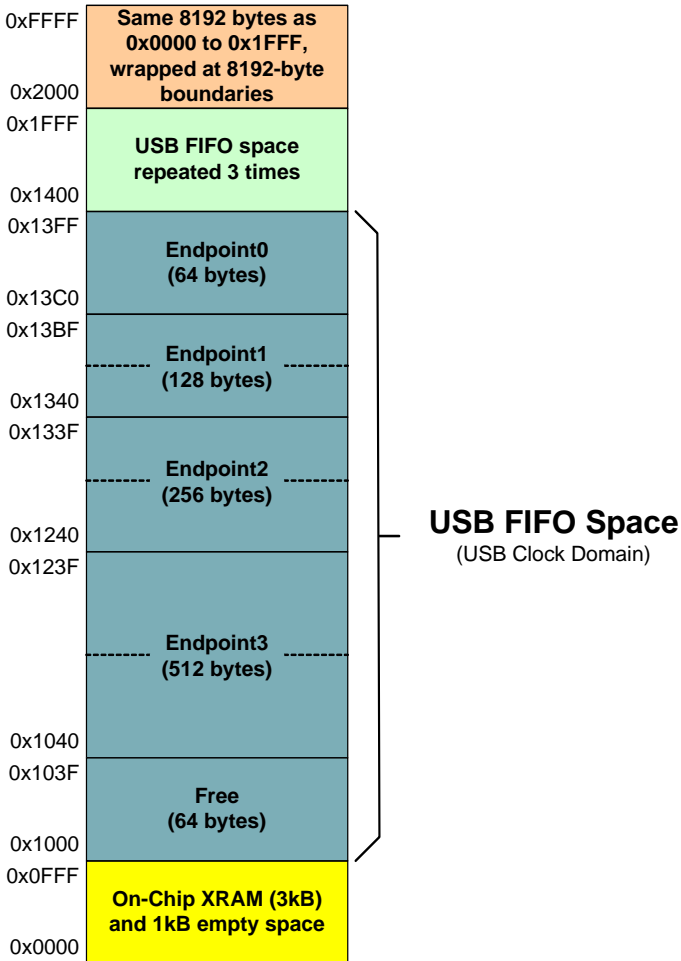 0xFFFF
Same 8192 bytes as
0x0000 to 0x1FFF,
wrapped at 8192-byte
boundaries
0x2000
0x1FFF
USB FIFO space
repeated 3 times
0x1400
0x13FF
Endpoint0
(64 bytes)
0x13C0
0x13BF
Endpoint1
(128 bytes)
0x1340
0x133F
Endpoint2
(256 bytes)
0x1240
0x123F
Endpoint3
(512 bytes)
0x1040
0x103F
Free
(64 bytes)
0x1000
0x0FFF
On-Chip XRAM (3kB)
and 1kB empty space
0x0000
USB FIFO Space
(USB Clock Domain)